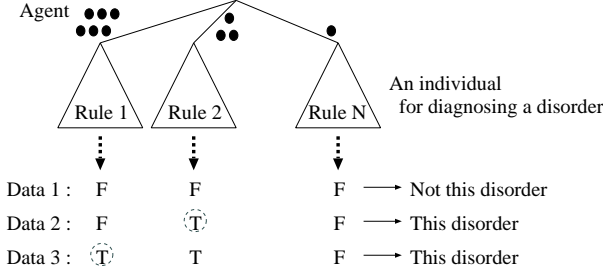 Agent
Rule 1 Rule 2 Rule N
An individual
for diagnosing a disorder
Data 1 : F F F Not this disorder
Data 2 : F T F This disorder
Data 3 : T T F This disorder